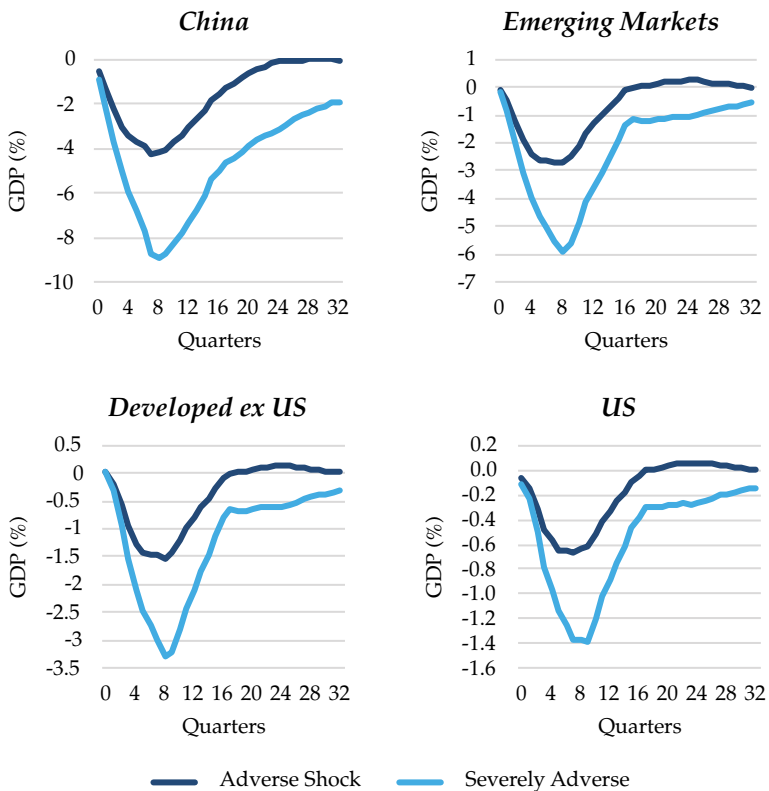 China
GDP (%)
0
-2
-4
-6
-8
-10
0 4 8 12 16 20 24 28 32
Quarters
Emerging Markets
GDP (%)
1
0
-1
-2
-3
-4
-5
-6
-7
0 4 8 12 16 20 24 28 32
Quarters
Developed ex US
GDP (%)
0.5
0
-0.5
-1
-1.5
-2
-2.5
-3
-3.5
0 4 8 12 16 20 24 28 32
Quarters
US
GDP (%)
0.2
0.0
-0.2
-0.4
-0.6
-0.8
-1.0
-1.2
-1.4
-1.6
0 4 8 12 16 20 24 28 32
Quarters
Adverse Shock Severely Adverse